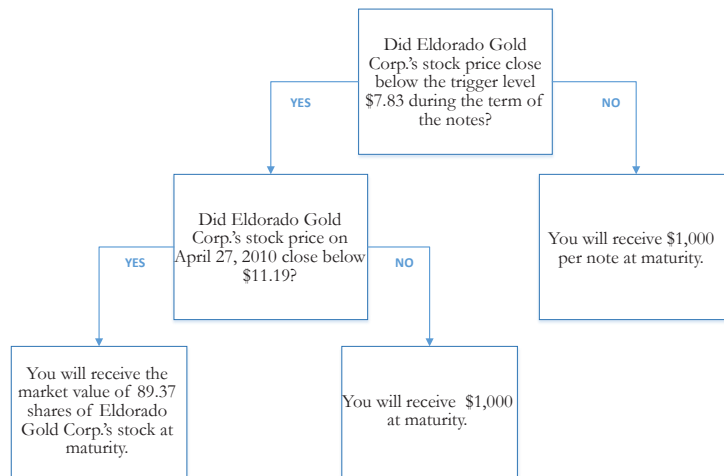 Did Eldorado Gold
Corp.'s stock price close
below the trigger level
$7.83 during the term of
the notes?
YES
NO
Did Eldorado Gold
Corp.'s stock price on
April 27, 2010 close below
$11.19?
You will receive $1,000
per note at maturity.
YES
NO
You will receive the
market value of 89.37
shares of Eldorado
Gold Corp.'s stock at
maturity.
You will receive $1,000
at maturity.